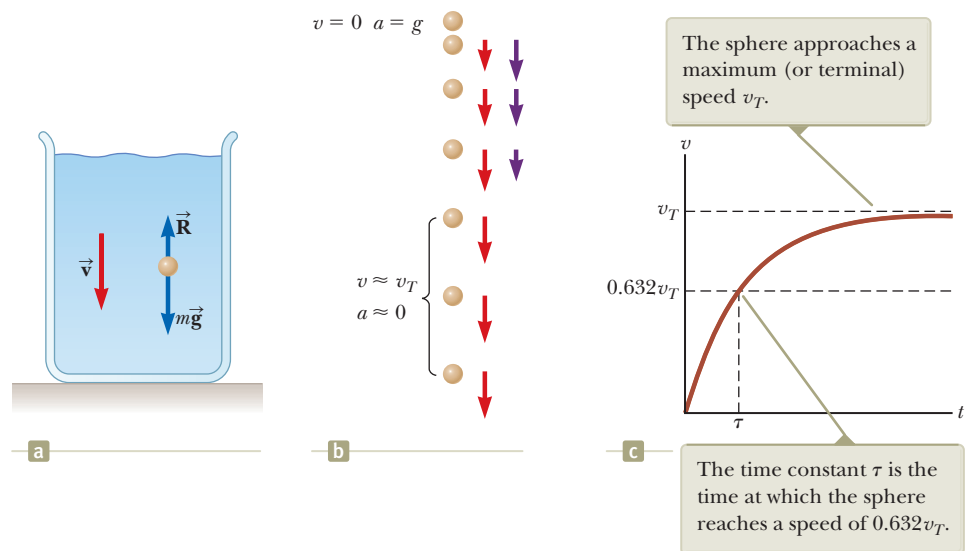 v = 0 a = g
R⃗
v⃗
mg⃗
v ≈ v_T
a ≈ 0
a
b
The sphere approaches a
maximum (or terminal)
speed v_T.
v
v_T
0.632v_T
t
τ
c
The time constant τ is the
time at which the sphere
reaches a speed of 0.632v_T.